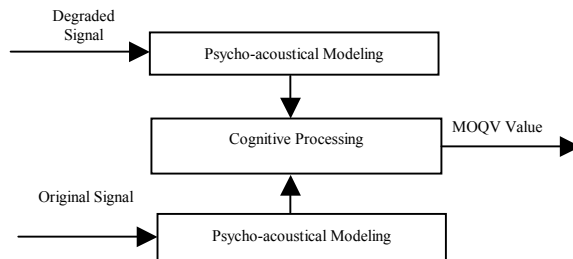 Degraded
Signal
Psycho-acoustical Modeling
Cognitive Processing
MOQV Value
Original Signal
Psycho-acoustical Modeling